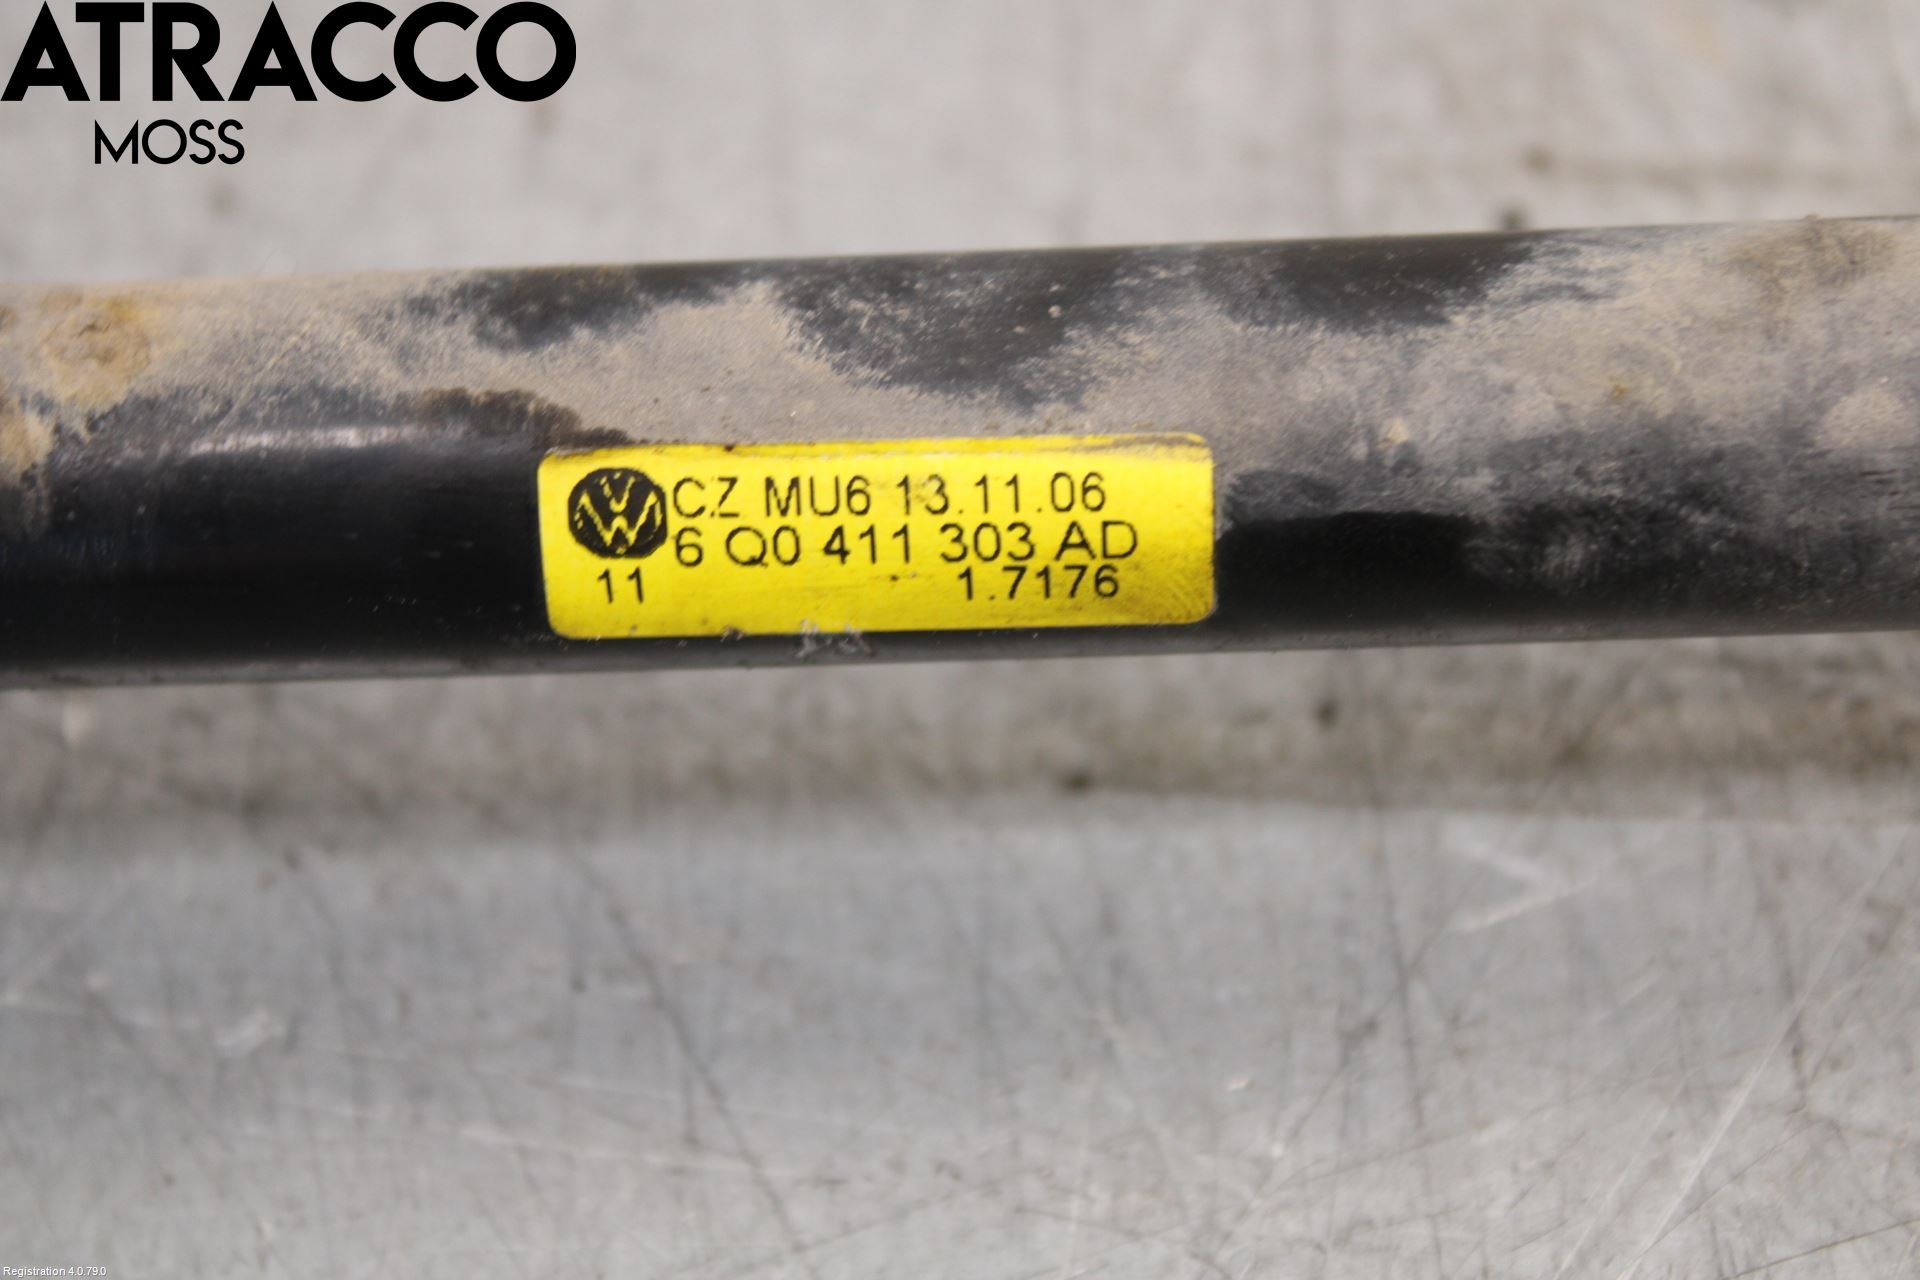 ATRACCO
MOSS
CZ MU6 13.11.06
6 Q0 411 303 AD
11 1.7176
Registration 4.0.79.0